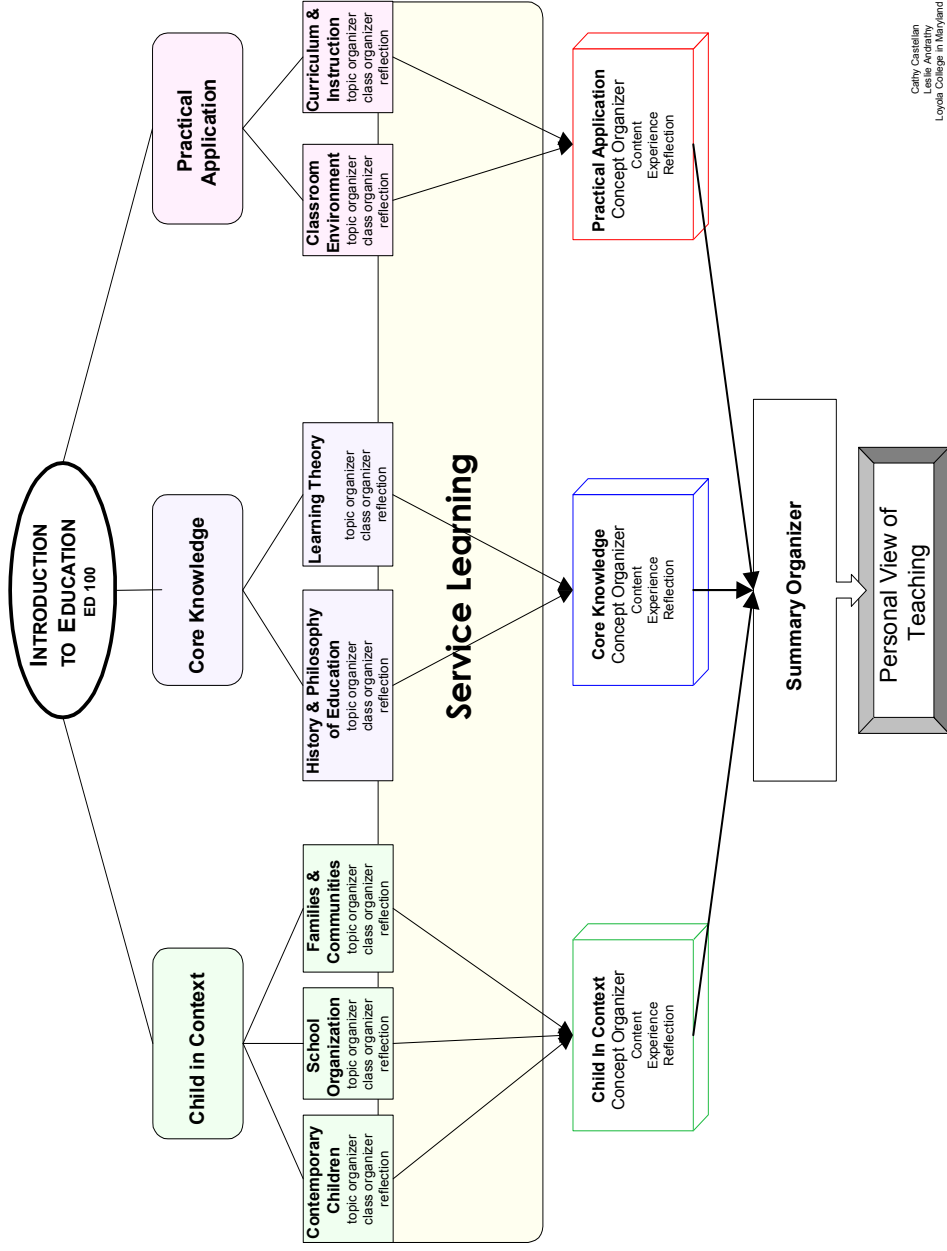 INTRODUCTION
TO EDUCATION
ED 100
Child in Context
Core Knowledge
Practical
Application
Contemporary
Children
topic organizer
class organizer
reflection
School
Organization
topic organizer
class organizer
reflection
Families &
Communities
topic organizer
class organizer
reflection
History & Philosophy
of Education
topic organizer
class organizer
reflection
Learning Theory
topic organizer
class organizer
reflection
Classroom
Environment
topic organizer
class organizer
reflection
Curriculum &
Instruction
topic organizer
class organizer
reflection
Service Learning
Child In Context
Concept Organizer
Content
Experience
Reflection
Core Knowledge
Concept Organizer
Content
Experience
Reflection
Practical Application
Concept Organizer
Content
Experience
Reflection
Summary Organizer
Personal View of
Teaching
Cathy Castellan
Leslie Andrathy
Loyola College in Maryland